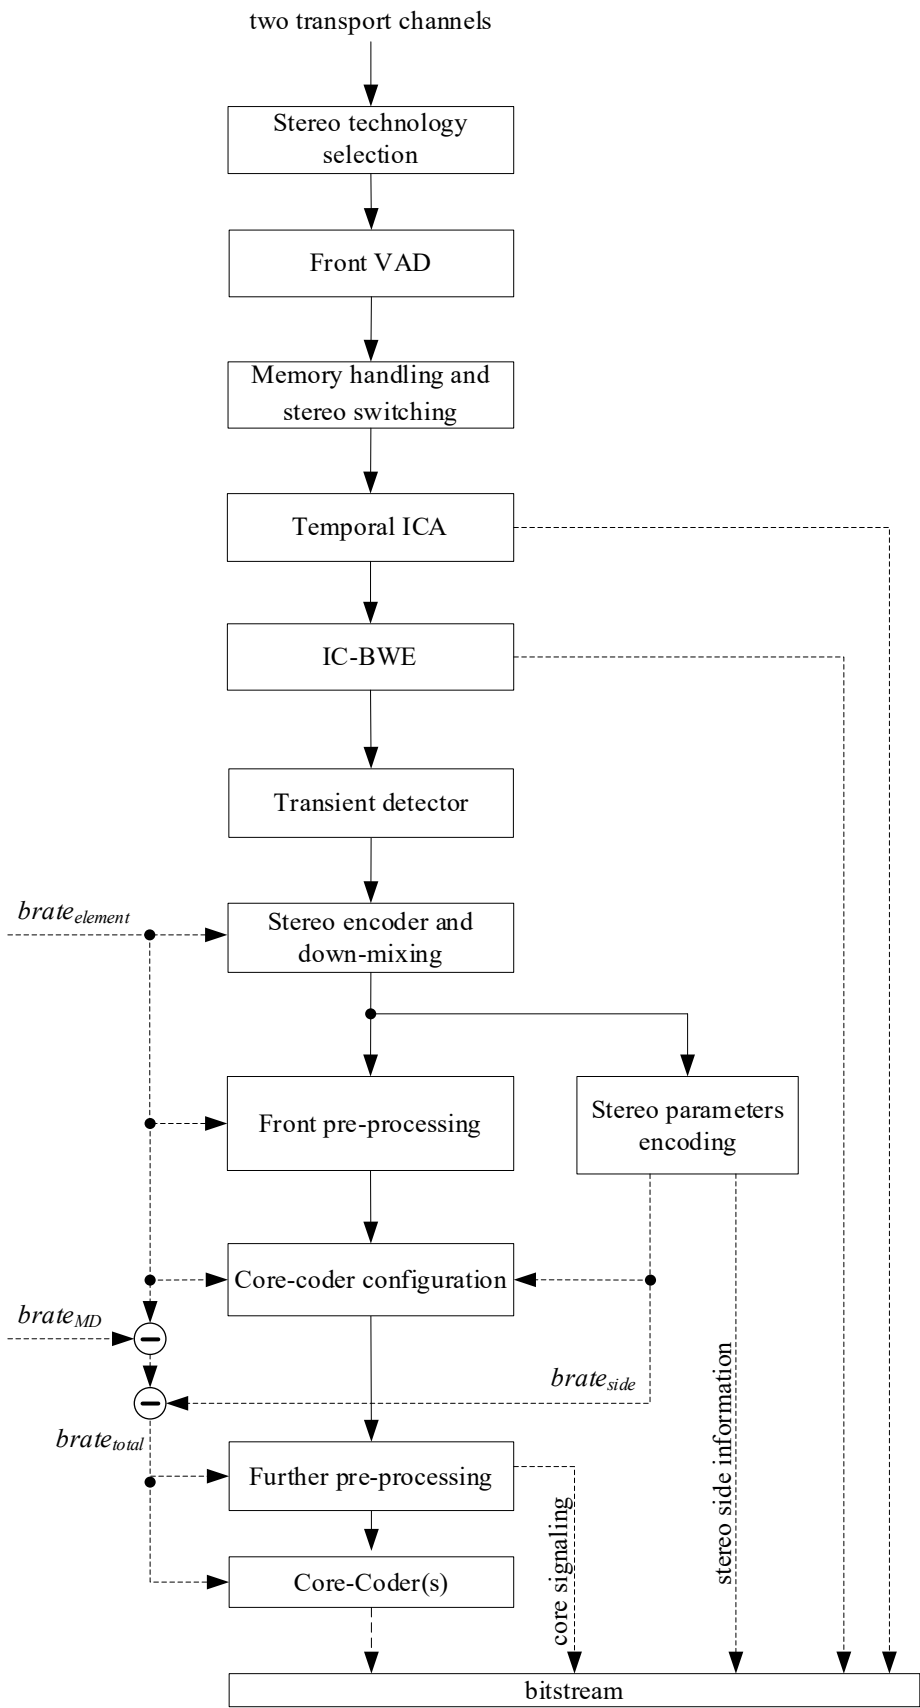 two transport channels
Stereo technology
selection
Front VAD
Memory handling and
stereo switching
Temporal ICA
IC-BWE
Transient detector
brate_element
Stereo encoder and
down-mixing
Front pre-processing
Stereo parameters
encoding
Core-coder configuration
brate_MD
brate_side
brate_total
stereo side information
Further pre-processing
core signaling
Core-Coder(s)
bitstream